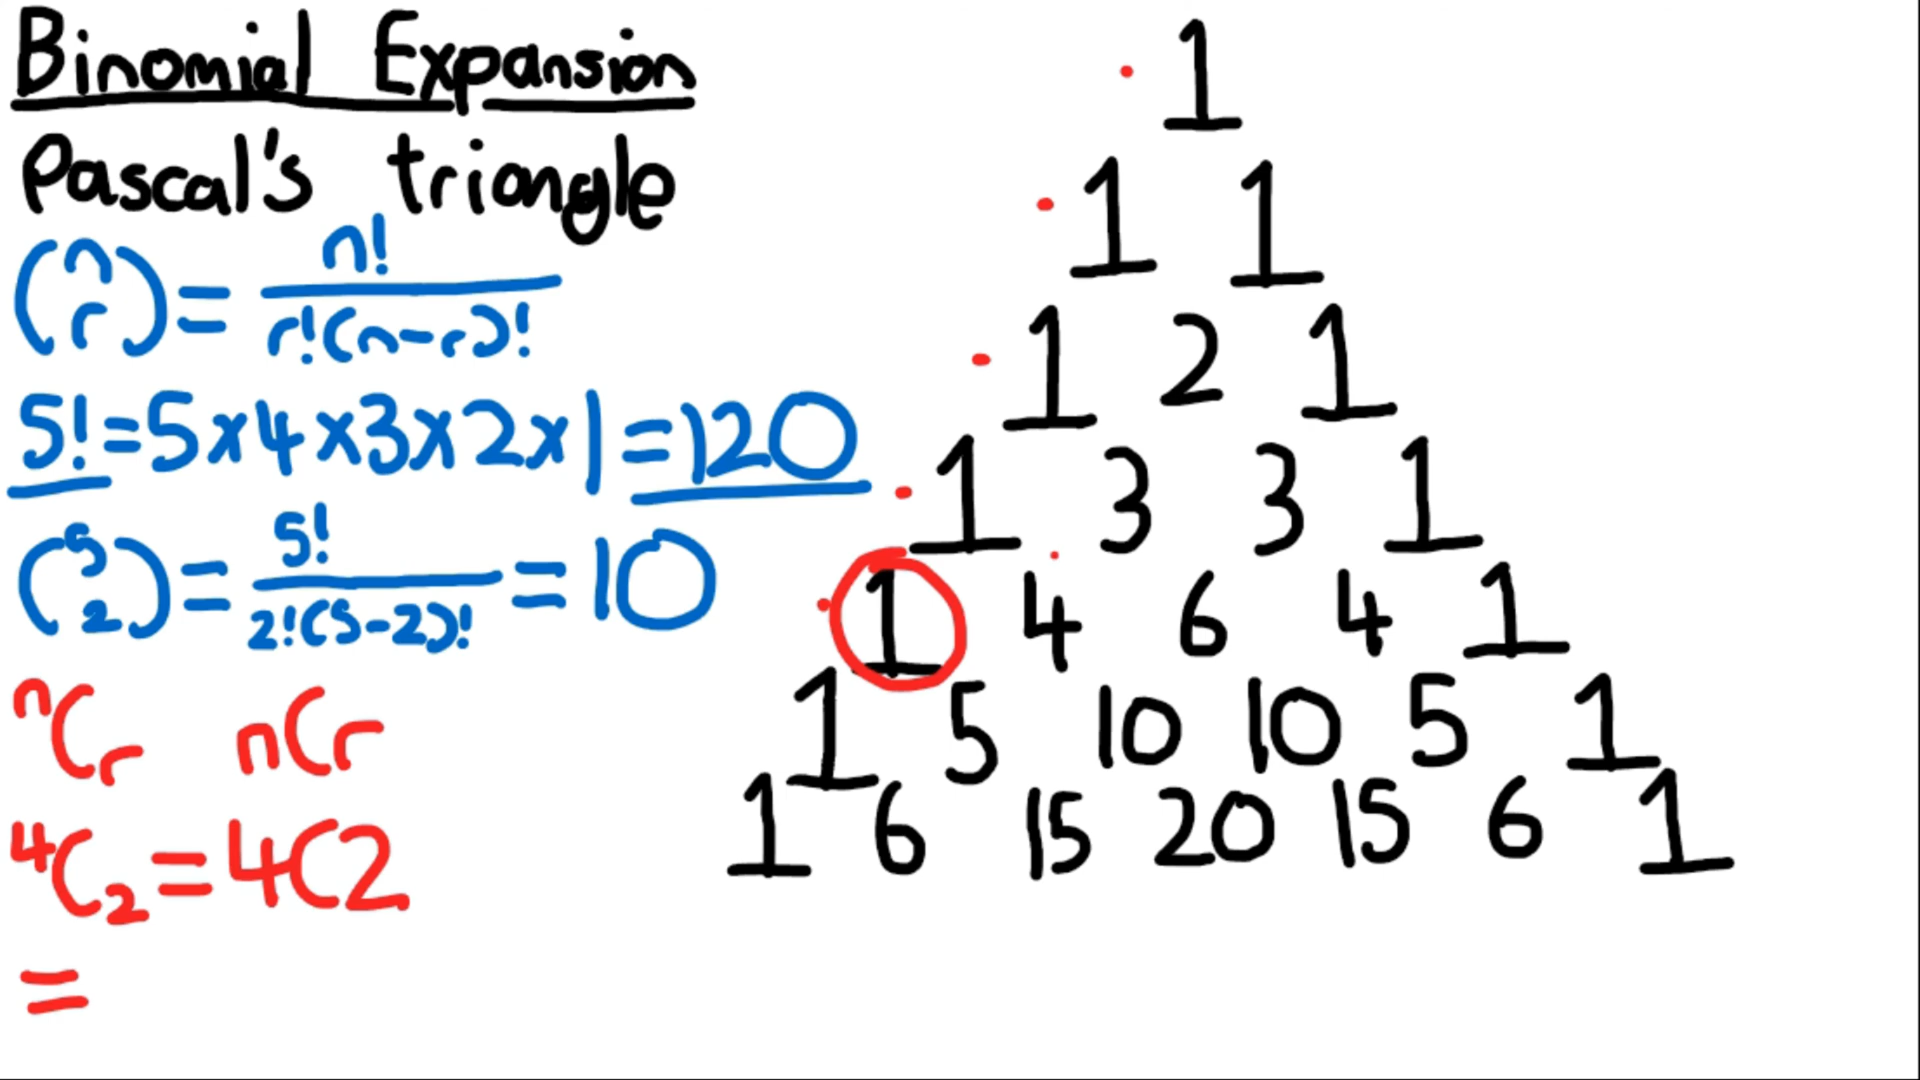 Binomial Expansion
Pascal's triangle
(n r) = n! / r!(n-r)!
5! = 5x4x3x2x1 = 120
(5 2) = 5! / 2!(5-2)! = 10
nCr nCr
4C2 = 4C2
=
1
1 1
1 2 1
1 3 3 1
1 4 6 4 1
1 5 10 10 5 1
1 6 15 20 15 6 1